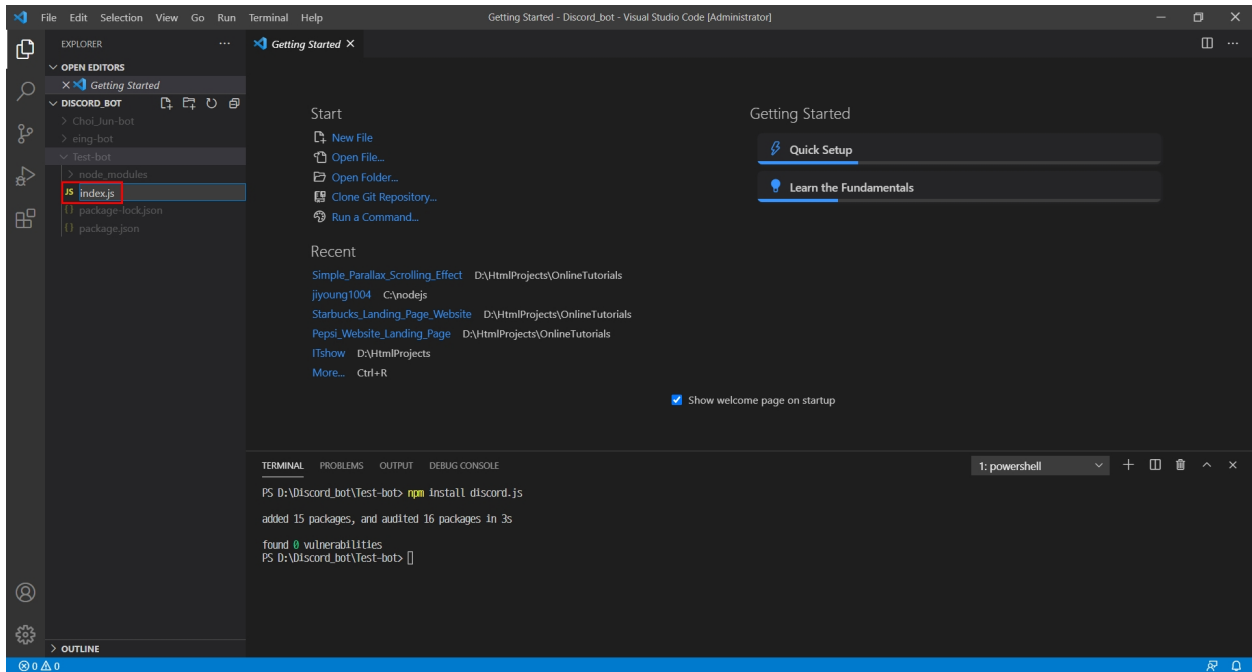 File Edit Selection View Go Run Terminal Help
Getting Started - Discord_bot - Visual Studio Code [Administrator]
EXPLORER
OPEN EDITORS
Getting Started
DISCORD_BOT
Choi_Jun-bot
eing-bot
Test-bot
node_modules
JS index.js
{} package-lock.json
{} package.json
OUTLINE
Getting Started
Start
New File
Open File...
Open Folder...
Clone Git Repository...
Run a Command...
Recent
Simple_Parallax_Scrolling_Effect D:\HtmlProjects\OnlineTutorials
jiyoung1004 C:\nodejs
Starbucks_Landing_Page_Website D:\HtmlProjects\OnlineTutorials
Pepsi_Website_Landing_Page D:\HtmlProjects\OnlineTutorials
ITshow D:\HtmlProjects
More... Ctrl+R
Getting Started
Quick Setup
Learn the Fundamentals
Show welcome page on startup
TERMINAL PROBLEMS OUTPUT DEBUG CONSOLE
1: powershell
PS D:\Discord_bot\Test-bot> npm install discord.js
added 15 packages, and audited 16 packages in 3s
found 0 vulnerabilities
PS D:\Discord_bot\Test-bot>
0 0